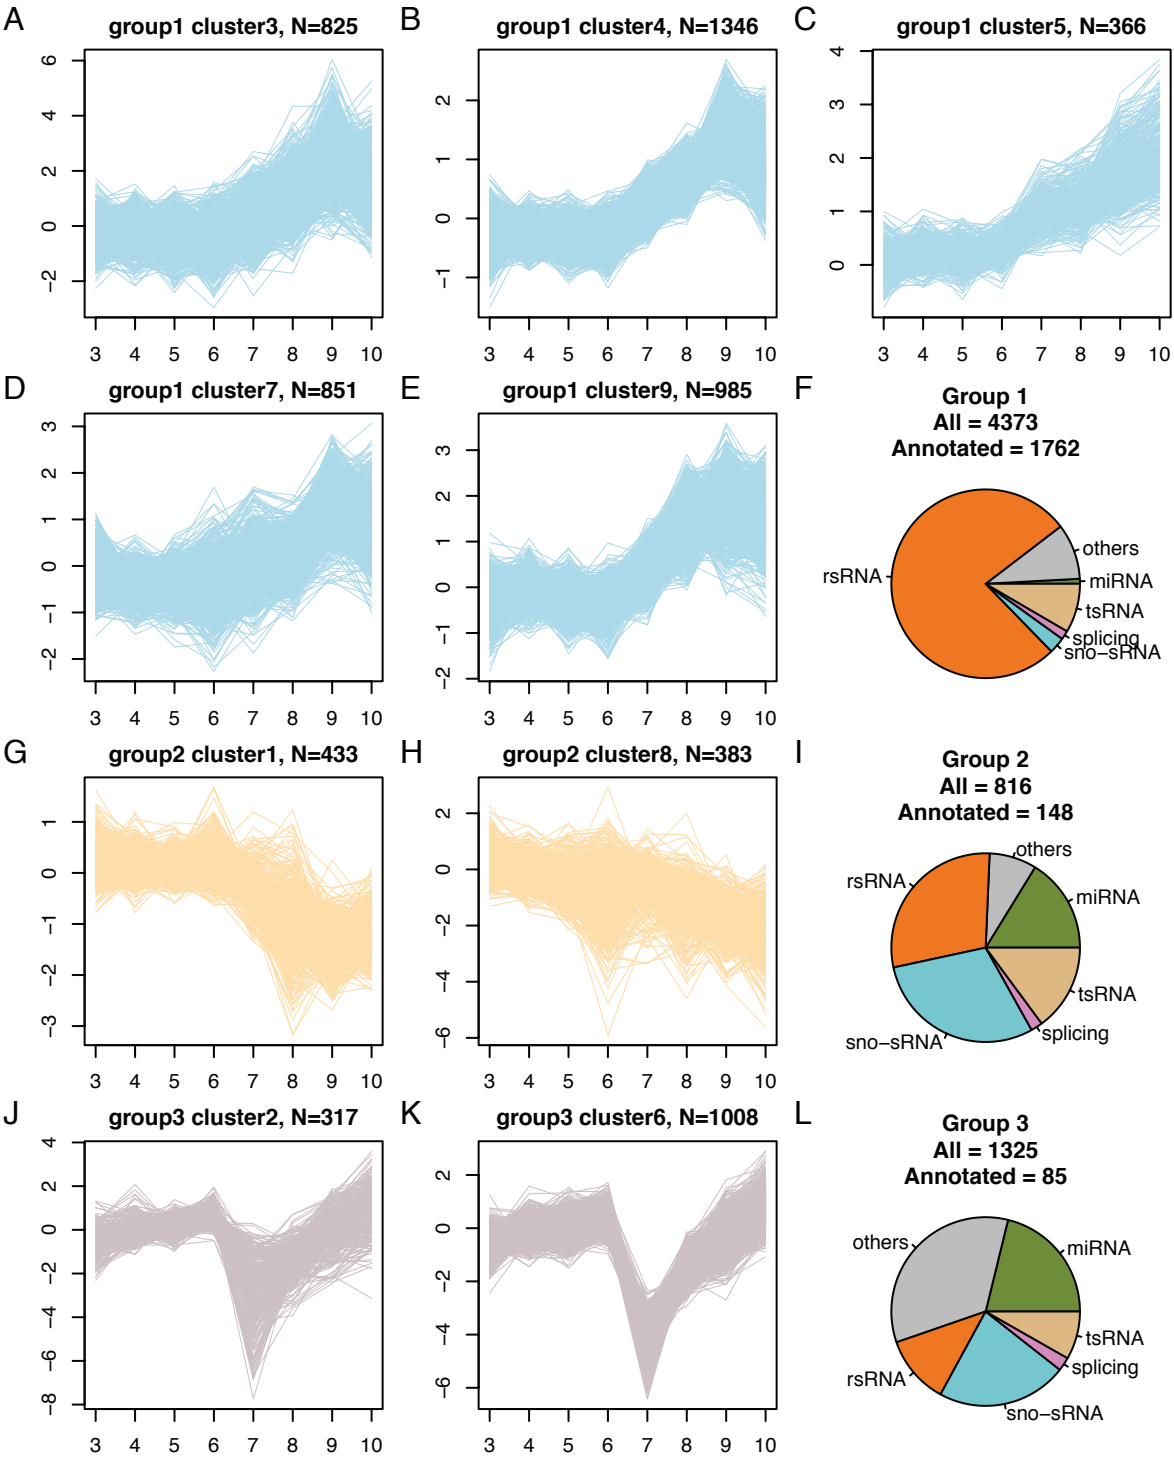 A
group1 cluster3, N=825
6
4
2
0
−2
3 4 5 6 7 8 9 10
B
group1 cluster4, N=1346
2
1
0
−1
3 4 5 6 7 8 9 10
C
group1 cluster5, N=366
4
3
2
1
0
3 4 5 6 7 8 9 10
D
group1 cluster7, N=851
3
2
1
0
−1
−2
3 4 5 6 7 8 9 10
E
group1 cluster9, N=985
3
2
1
0
−1
−2
3 4 5 6 7 8 9 10
F
Group 1
All = 4373
Annotated = 1762
others
rsRNA
miRNA
tsRNA
splicing
sno−sRNA
G
group2 cluster1, N=433
1
0
−1
−2
−3
3 4 5 6 7 8 9 10
H
group2 cluster8, N=383
2
0
−2
−4
−6
3 4 5 6 7 8 9 10
I
Group 2
All = 816
Annotated = 148
others
rsRNA
miRNA
tsRNA
splicing
sno−sRNA
J
group3 cluster2, N=317
4
2
0
−2
−4
−6
−8
3 4 5 6 7 8 9 10
K
group3 cluster6, N=1008
2
0
−2
−4
−6
3 4 5 6 7 8 9 10
L
Group 3
All = 1325
Annotated = 85
others
miRNA
tsRNA
splicing
rsRNA
sno−sRNA